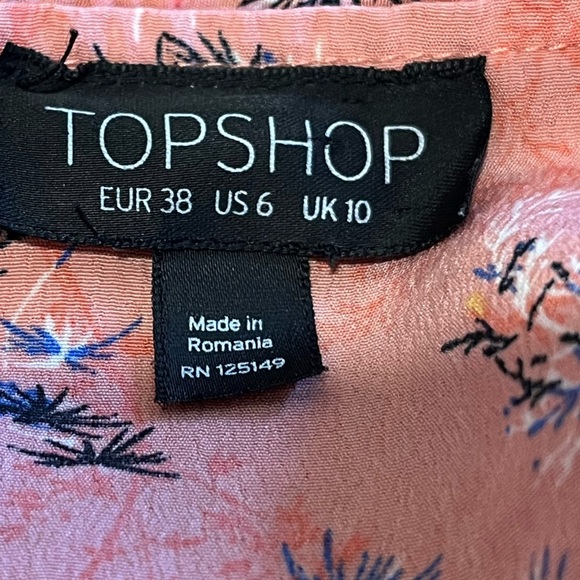 TOPSHOP
EUR 38 US 6 UK 10
Made in
Romania
RN 125149